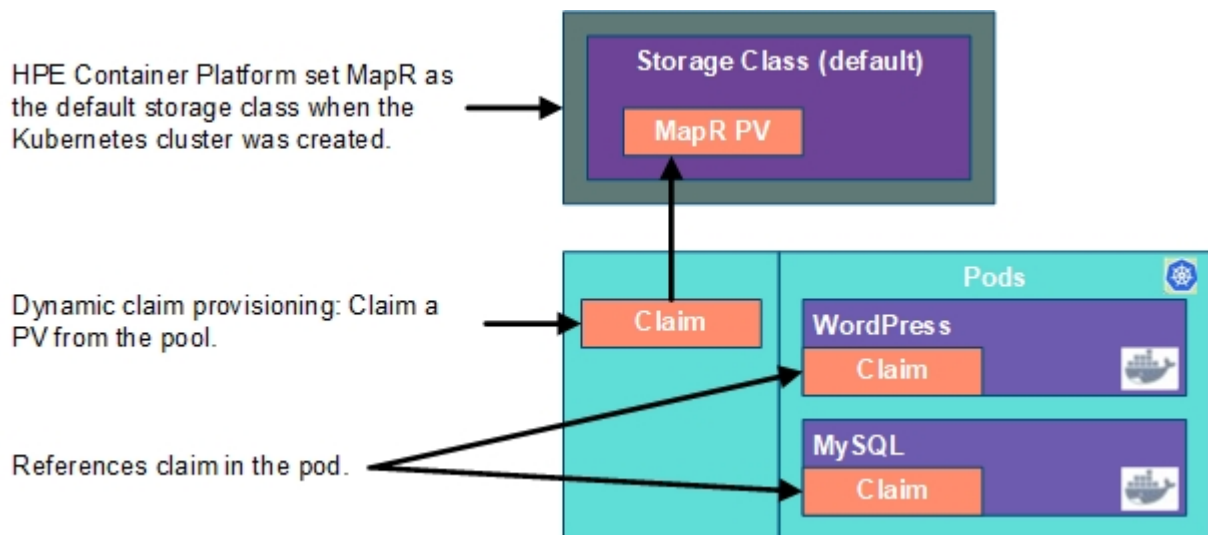 HPE Container Platform set MapR as
the default storage class when the
Kubernetes cluster was created.
Storage Class (default)
MapR PV
Dynamic claim provisioning: Claim a
PV from the pool.
Claim
Pods
WordPress
Claim
References claim in the pod.
MySQL
Claim